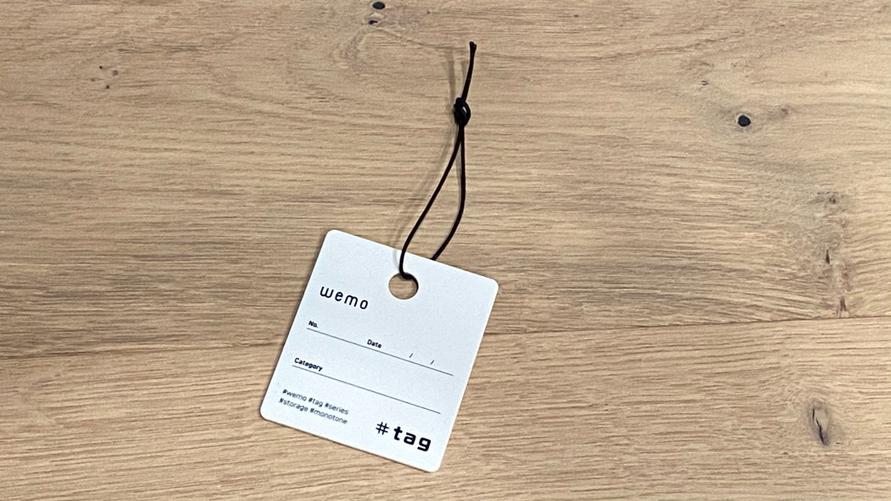 wemo
No. Date / /
Category
#wemo #tag #series
#storage #monotone
#tag